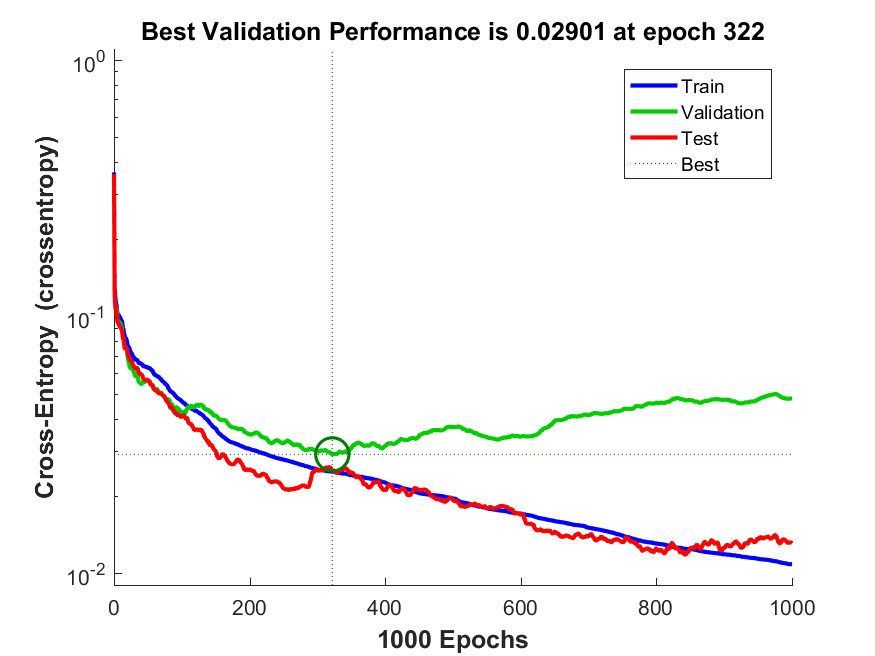 Best Validation Performance is 0.02901 at epoch 322
10^0
10^-1
10^-2
Cross-Entropy (crossentropy)
Train
Validation
Test
Best
0 200 400 600 800 1000
1000 Epochs